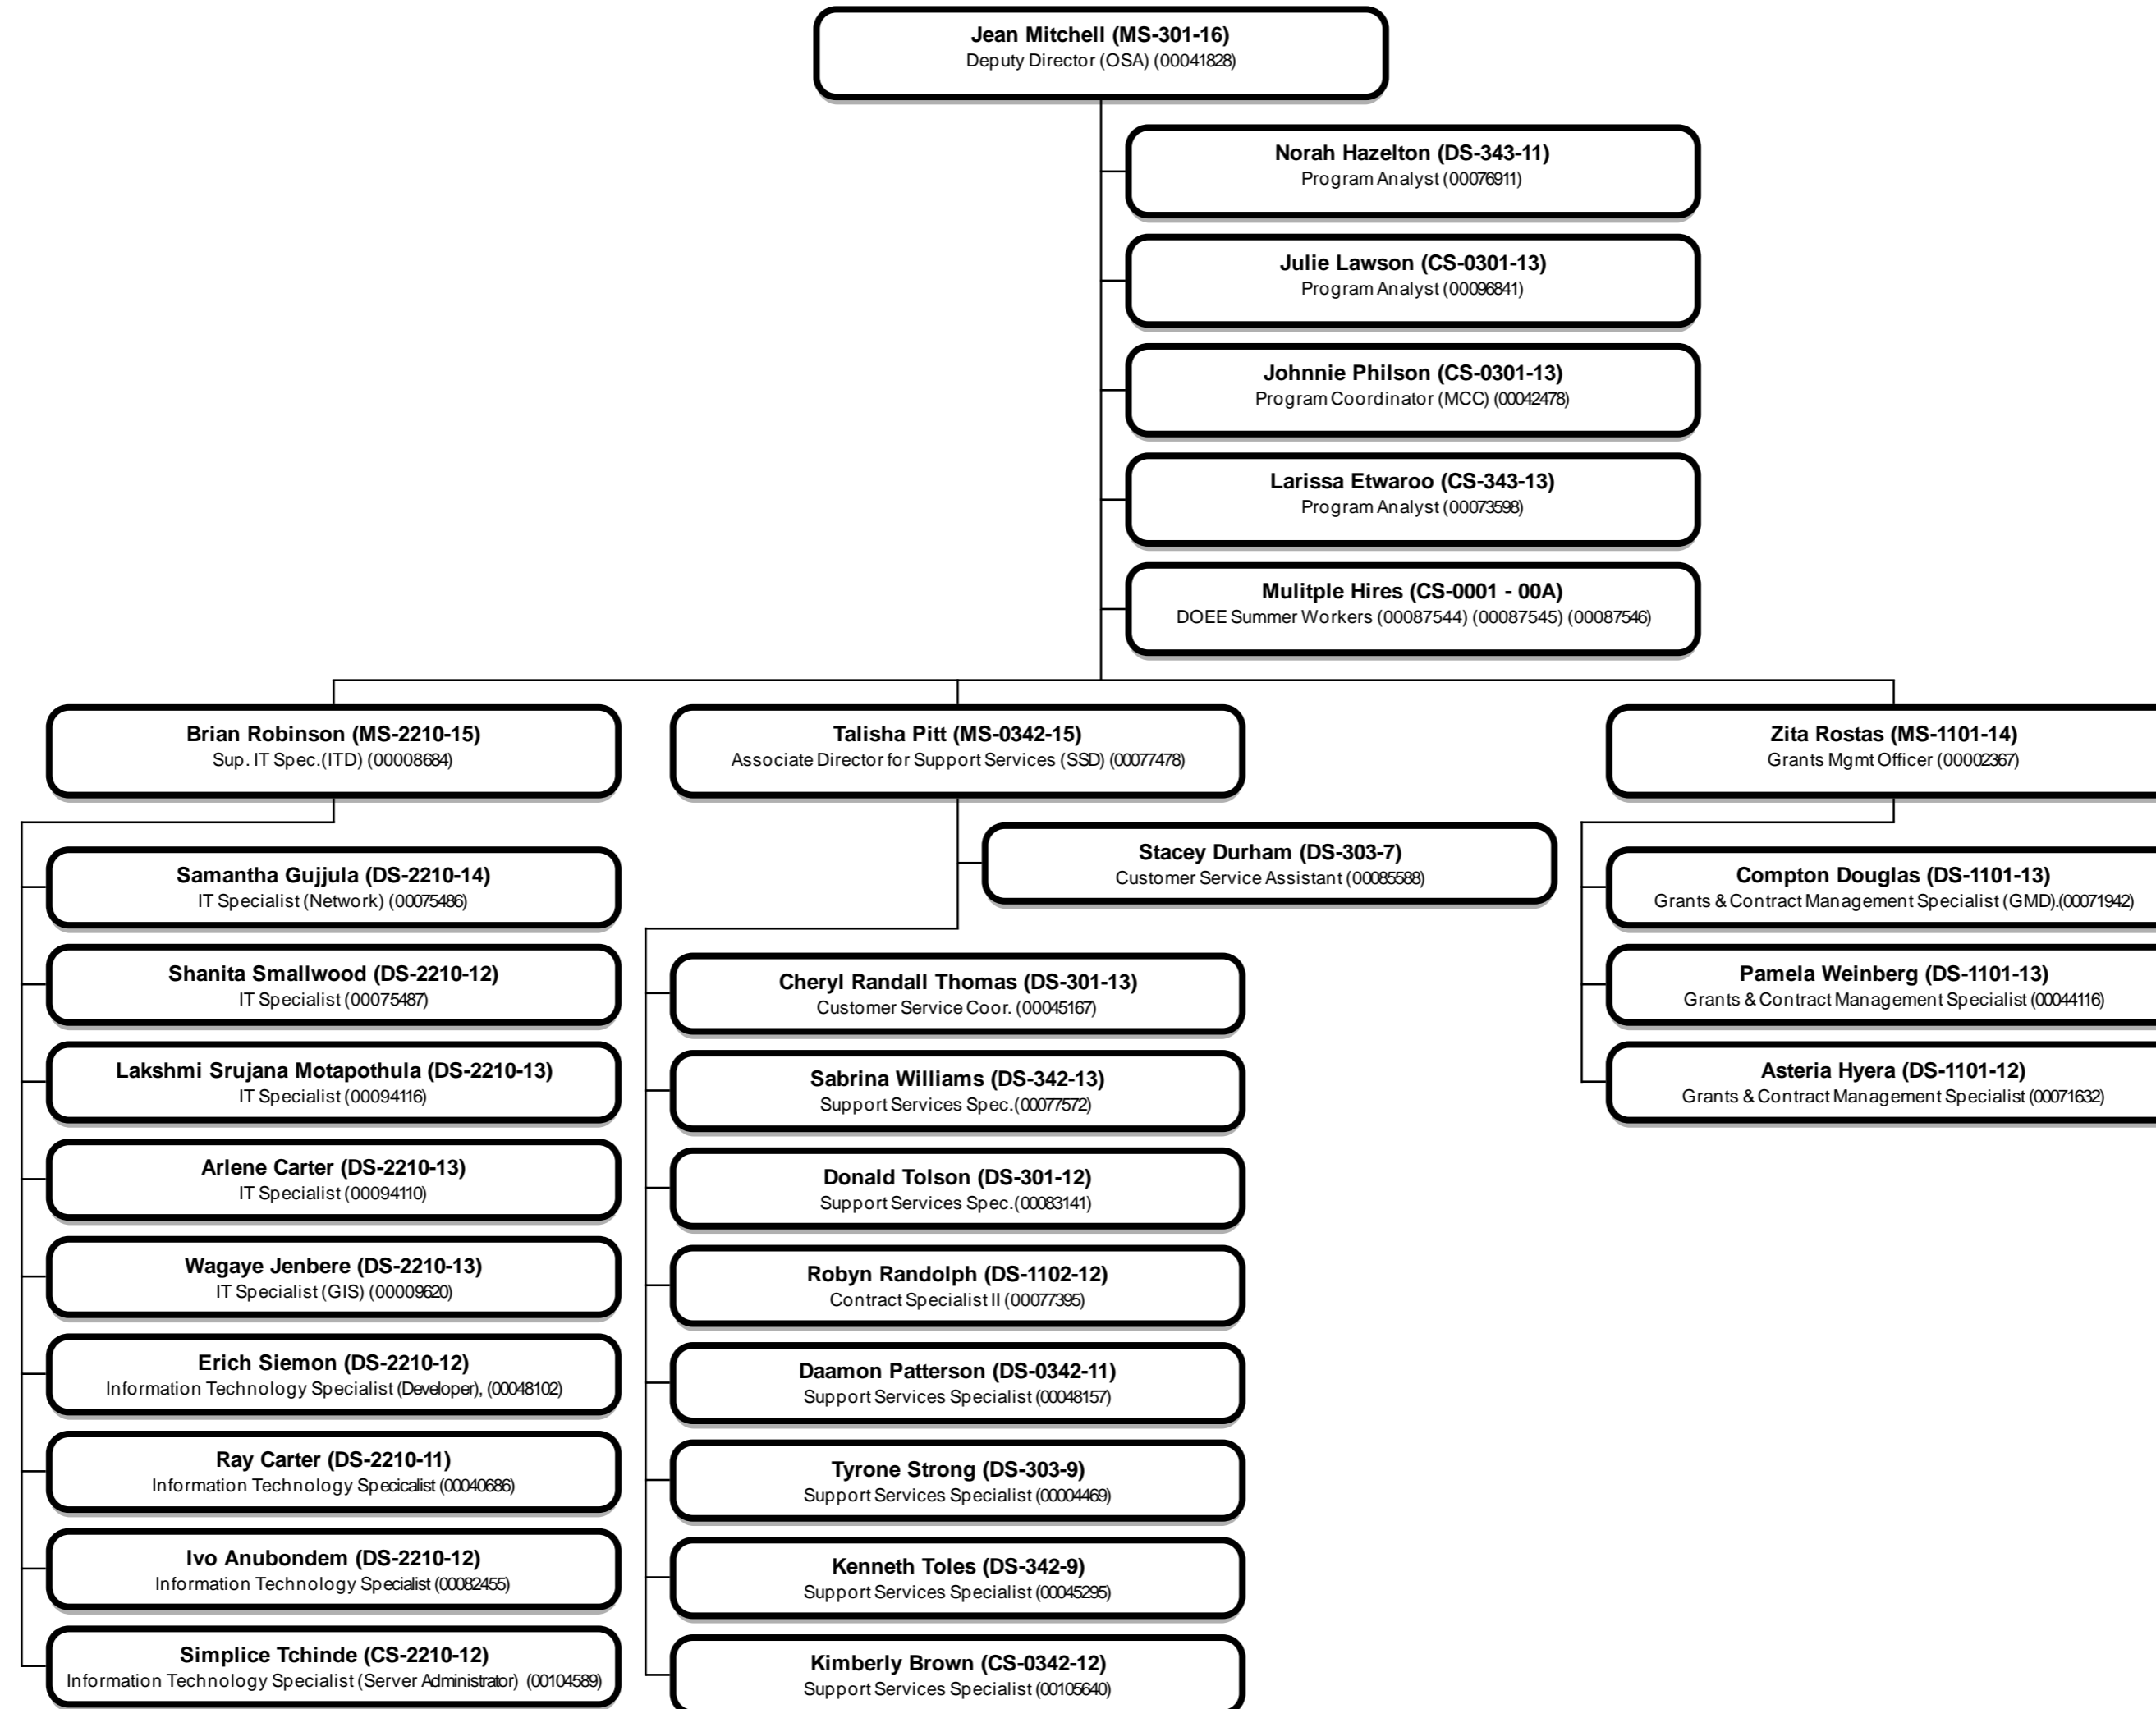 Jean Mitchell (MS-301-16)
Deputy Director (OSA) (00041828)
Norah Hazelton (DS-343-11)
Program Analyst (00076911)
Julie Lawson (CS-0301-13)
Program Analyst (00096841)
Johnnie Philson (CS-0301-13)
Program Coordinator (MCC) (00042478)
Larissa Etwaroo (CS-343-13)
Program Analyst (00073598)
Mulitple Hires (CS-0001 - 00A)
DOEE Summer Workers (00087544) (00087545) (00087546)
Brian Robinson (MS-2210-15)
Sup. IT Spec.(ITD) (00008684)
Samantha Gujjula (DS-2210-14)
IT Specialist (Network) (00075486)
Shanita Smallwood (DS-2210-12)
IT Specialist (00075487)
Lakshmi Srujana Motapothula (DS-2210-13)
IT Specialist (00094116)
Arlene Carter (DS-2210-13)
IT Specialist (00094110)
Wagaye Jenbere (DS-2210-13)
IT Specialist (GIS) (00009620)
Erich Siemon (DS-2210-12)
Information Technology Specialist (Developer), (00048102)
Ray Carter (DS-2210-11)
Information Technology Specicalist (00040686)
Ivo Anubondem (DS-2210-12)
Information Technology Specialist (00082455)
Simplice Tchinde (CS-2210-12)
Information Technology Specialist (Server Administrator) (00104589)
Talisha Pitt (MS-0342-15)
Associate Director for Support Services (SSD) (00077478)
Stacey Durham (DS-303-7)
Customer Service Assistant (00085588)
Cheryl Randall Thomas (DS-301-13)
Customer Service Coor. (00045167)
Sabrina Williams (DS-342-13)
Support Services Spec.(00077572)
Donald Tolson (DS-301-12)
Support Services Spec.(00083141)
Robyn Randolph (DS-1102-12)
Contract Specialist II (00077395)
Daamon Patterson (DS-0342-11)
Support Services Specialist (00048157)
Tyrone Strong (DS-303-9)
Support Services Specialist (00004469)
Kenneth Toles (DS-342-9)
Support Services Specialist (00045295)
Kimberly Brown (CS-0342-12)
Support Services Specialist (00105640)
Zita Rostas (MS-1101-14)
Grants Mgmt Officer (00002367)
Compton Douglas (DS-1101-13)
Grants & Contract Management Specialist (GMD).(00071942)
Pamela Weinberg (DS-1101-13)
Grants & Contract Management Specialist (00044116)
Asteria Hyera (DS-1101-12)
Grants & Contract Management Specialist (00071632)